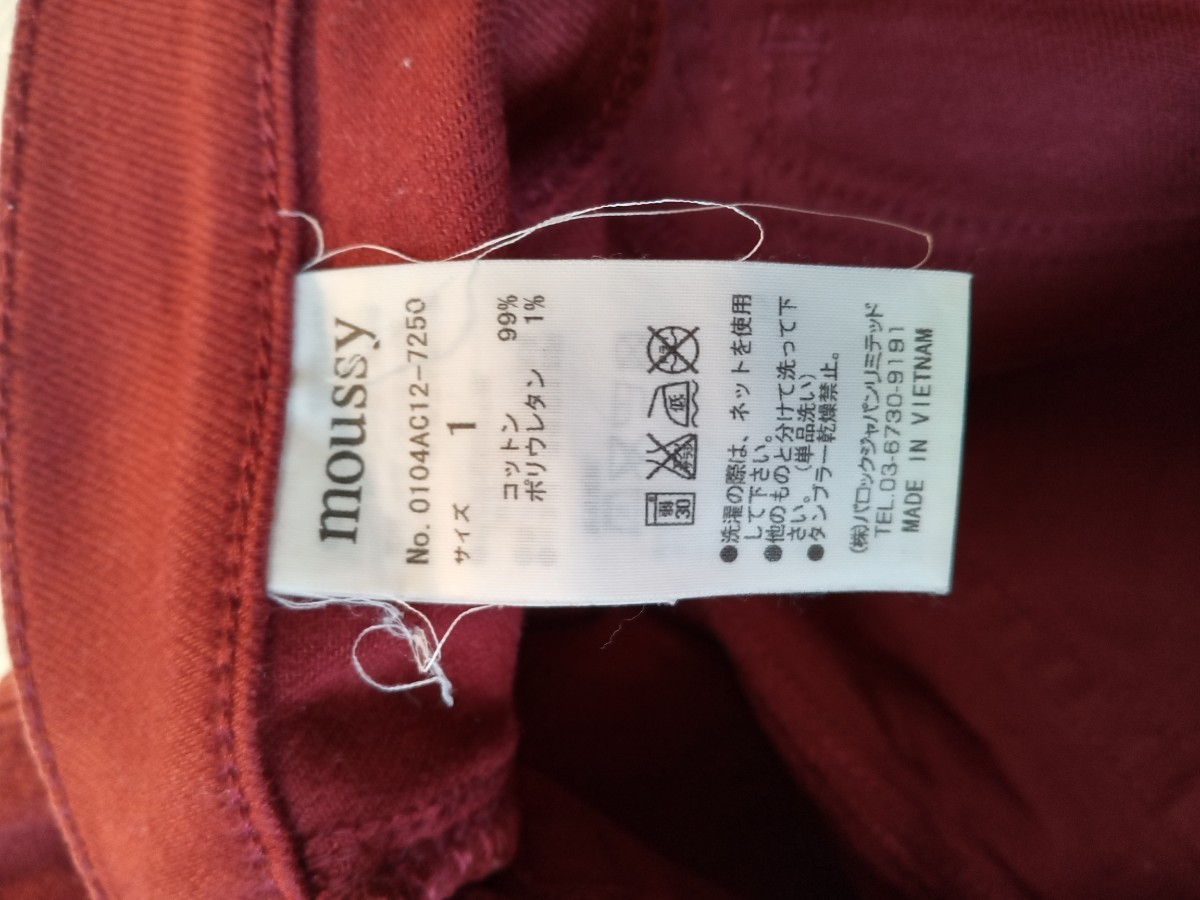 moussy
No. 0104AC12-7250
サイズ 1
コットン 99%
ポリウレタン 1%
弱 30 低
●洗濯の際は、ネットを使用
して下さい。
●他のものと分けて洗って下
さい。(単品洗い)
●タンブラー乾燥禁止。
(株)バロックジャパンリミテッド
TEL.03-6730-9191
MADE IN VIETNAM